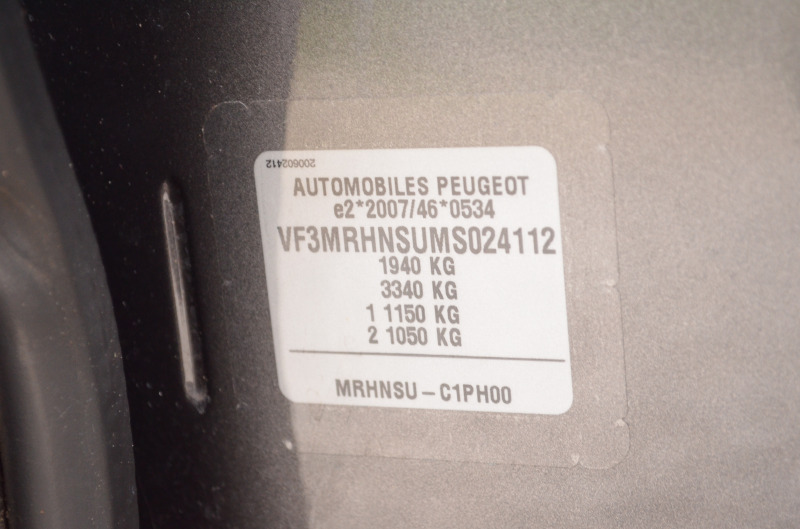 200602412
AUTOMOBILES PEUGEOT
e2*2007/46*0534
VF3MRHNSUMS024112
1940 KG
3340 KG
1 1150 KG
2 1050 KG
MRHNSU - C1PH00